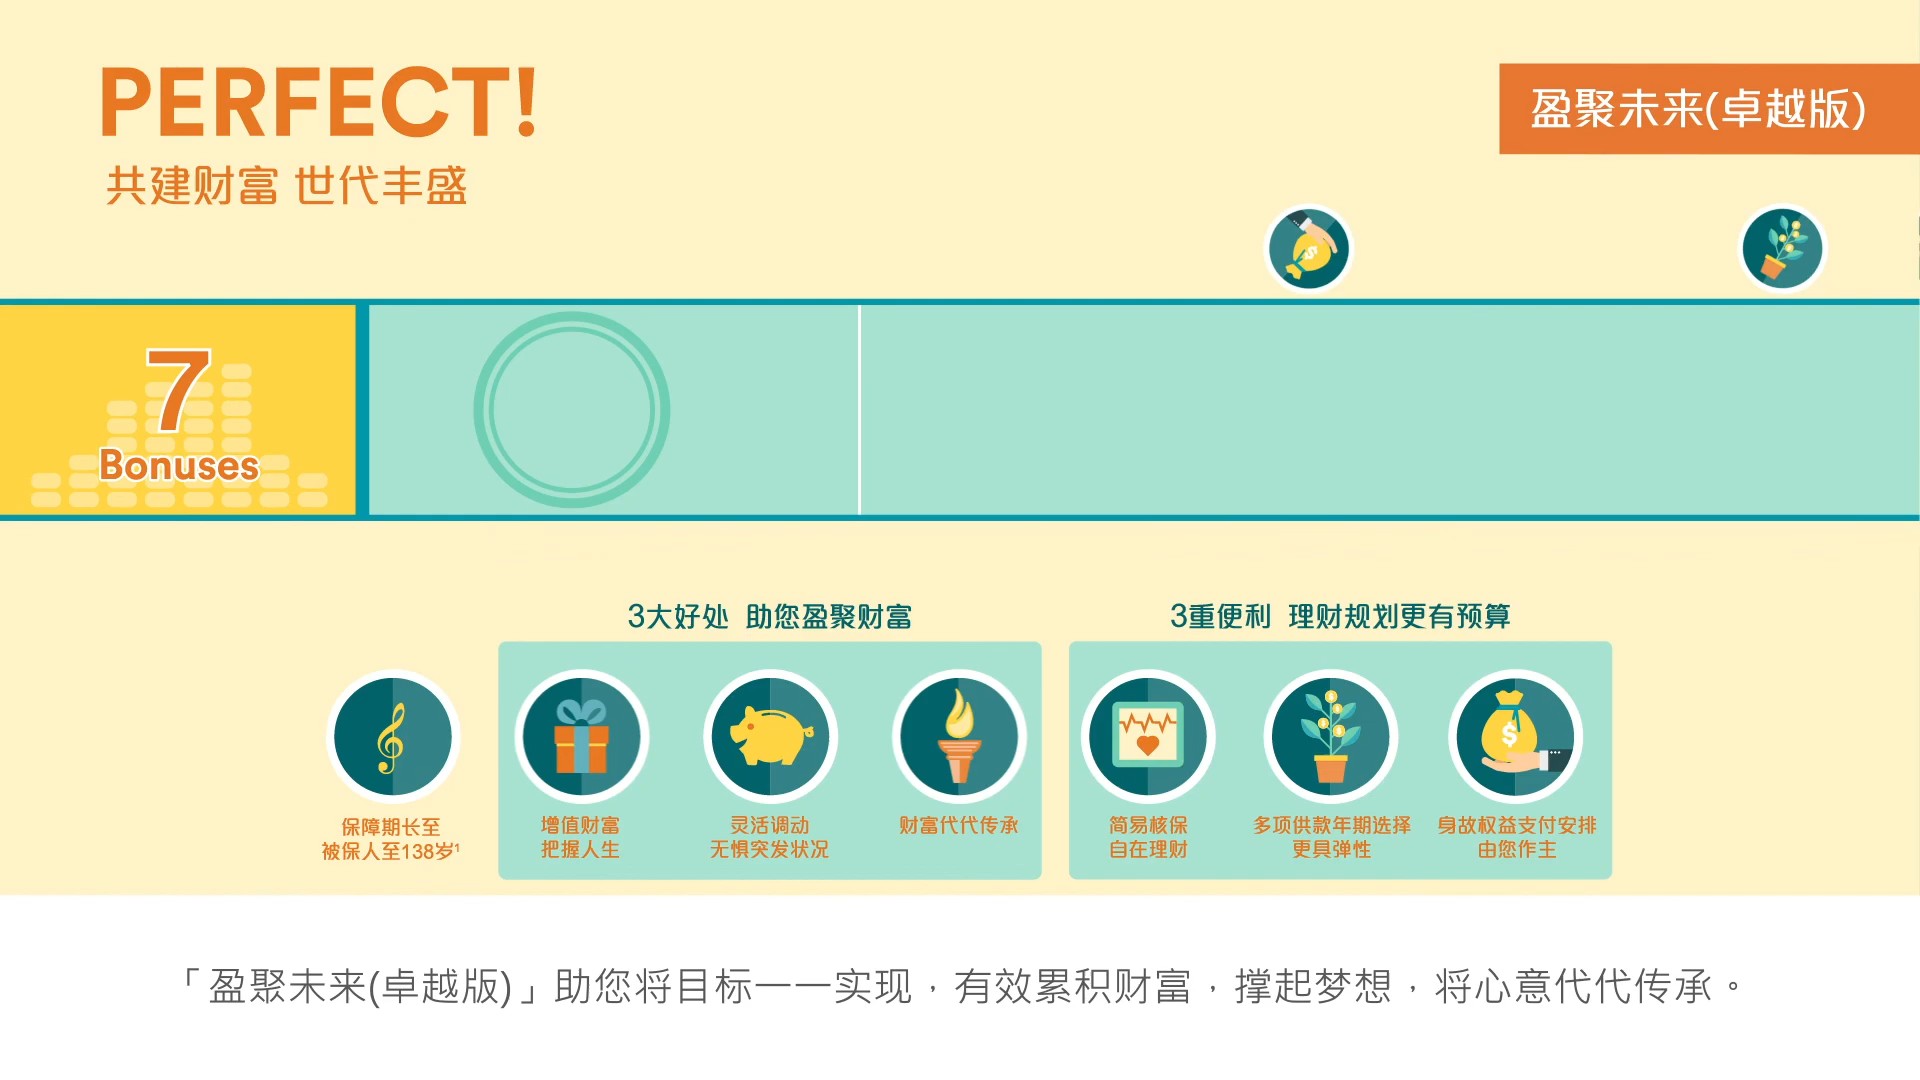 PERFECT!
共建财富 世代丰盛
盈聚未来(卓越版)
7
Bonuses
3大好处 助您盈聚财富
3重便利 理财规划更有预算
保障期长至
被保人至138岁¹
增值财富
把握人生
灵活调动
无惧突发状况
财富代代传承
简易核保
自在理财
多项供款年期选择
更具弹性
身故权益支付安排
由您作主
「盈聚未来(卓越版)」助您将目标一一实现，有效累积财富，撑起梦想，将心意代代传承。